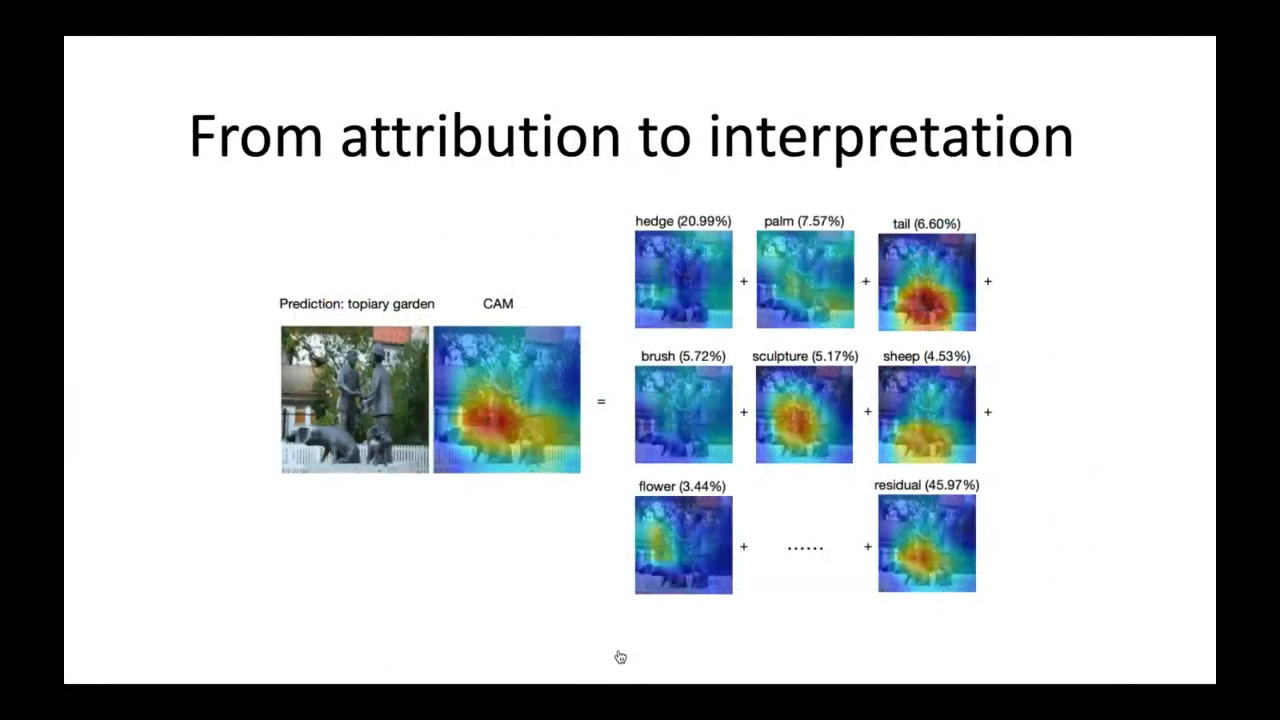 From attribution to interpretation
hedge (20.99%) palm (7.57%) tail (6.60%)
+ + +
Prediction: topiary garden CAM
brush (5.72%) sculpture (5.17%) sheep (4.53%)
= + + +
flower (3.44%) residual (45.97%)
+ ...... +